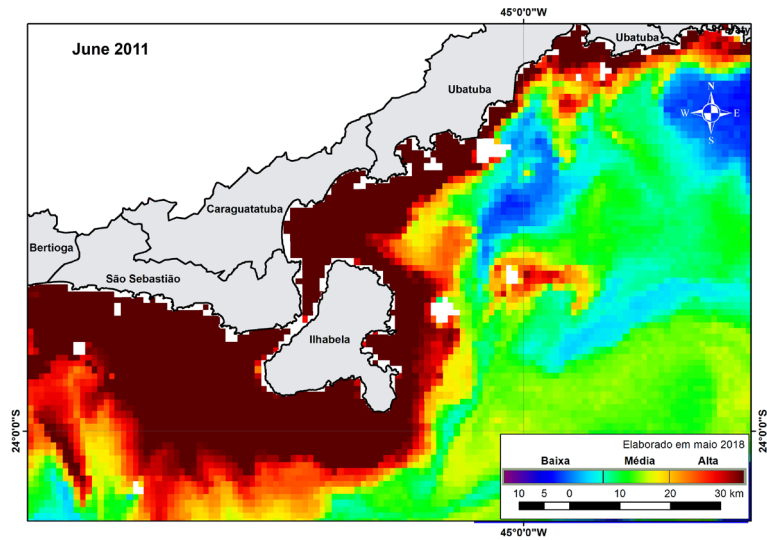 45°0'0"W
June 2011
Ubatuba
Ubatuba
N
W E
S
Caraguatatuba
Bertioga
São Sebastião
Ilhabela
24°0'0"S
24°0'0"S
Elaborado em maio 2018
Baixa Média Alta
10 5 0 10 20 30 km
45°0'0"W